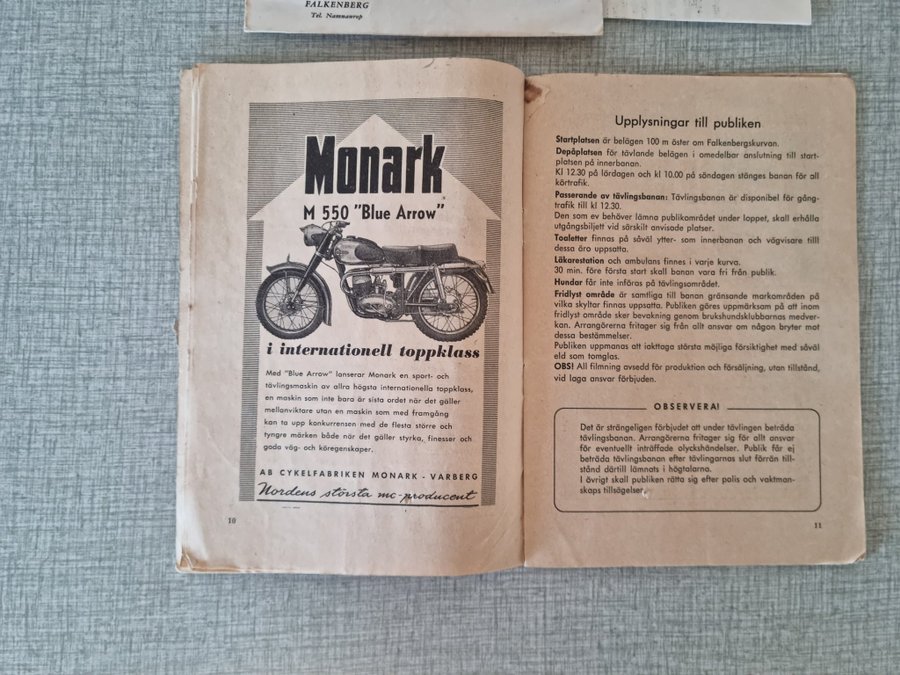 FALKENBERG
Tel. Namnanrop
Monark
M 550 "Blue Arrow"
i internationell toppklass
Med "Blue Arrow" lanserar Monark en sport- och
tävlingsmaskin av allra högsta internationella toppklass,
en maskin som inte bara är sista ordet när det gäller
mellanviktare utan en maskin som med framgång
kan ta upp konkurrensen med de flesta större och
tyngre märken både när det gäller styrka, finesser och
goda väg- och köregenskaper.
AB CYKELFABRIKEN MONARK - VARBERG
Nordens största mc-producent
10
Upplysningar till publiken
Startplatsen är belägen 100 m öster om Falkenbergskurvan.
Depåplatsen för tävlande belägen i omedelbar anslutning till start-
platsen på innerbanan.
Kl 12.30 på lördagen och kl 10.00 på söndagen stänges banan för all
körtrafik.
Passerande av tävlingsbanan: Tävlingsbanan är disponibel för gång-
trafik till kl 12.30.
Den som ev behöver lämna publikområdet under loppet, skall erhålla
utgångsbiljett vid särskilt anvisade platser.
Toaletter finnas på såväl ytter- som innerbanan och vägvisare till
dessa äro uppsatta.
Läkarestation och ambulans finnes i varje kurva.
30 min. före första start skall banan vara fri från publik.
Hundar får inte införas på tävlingsområdet.
Fridlyst område är samtliga till banan gränsande markområden på
vilka skyltar finnas uppsatta. Publiken göres uppmärksam på att inom
fridlyst område sker bevakning genom brukshundsklubbarnas medver-
kan. Arrangörerna fritager sig från allt ansvar om någon bryter mot
dessa bestämmelser.
Publiken uppmanas att iakttaga största möjliga försiktighet med såväl
eld som tomglas.
OBS! All filmning avsedd för produktion och försäljning, utan tillstånd,
vid laga ansvar förbjuden.
OBSERVERA!
Det är strängeligen förbjudet att under tävlingen beträda
tävlingsbanan. Arrangörerna fritager sig för allt ansvar
för eventuellt inträffade olyckshändelser. Publik får ej
beträda tävlingsbanan efter tävlingarnas slut förrän till-
stånd därtill lämnats i högtalarna.
I övrigt skall publiken rätta sig efter polis och vaktman-
skaps tillsägelser.
11